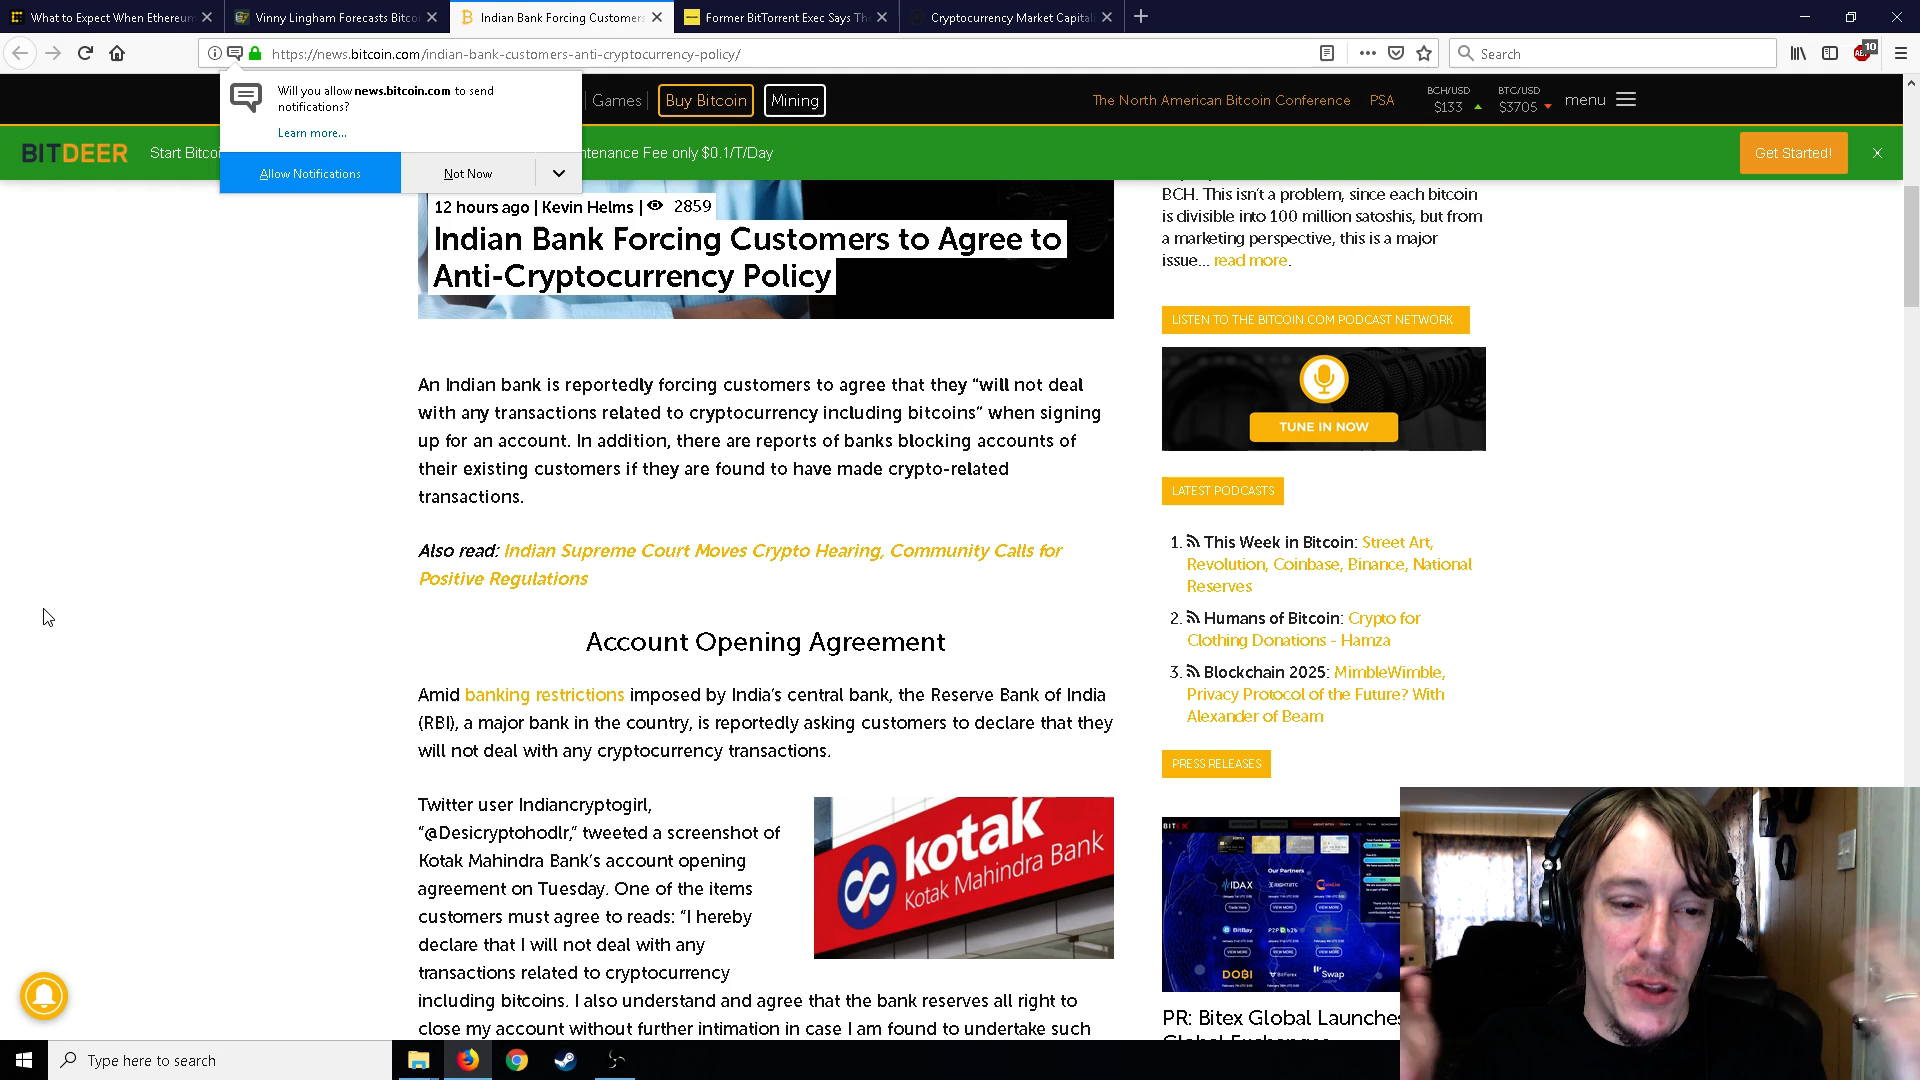 What to Expect When Ethereum
Vinny Lingham Forecasts Bitco
Indian Bank Forcing Customers
Former BitTorrent Exec Says Th
Cryptocurrency Market Capital
https://news.bitcoin.com/indian-bank-customers-anti-cryptocurrency-policy/
Search
10
Will you allow news.bitcoin.com to send
notifications?
Learn more...
Allow Notifications
Not Now
Games
Buy Bitcoin
Mining
The North American Bitcoin Conference
PSA
BCH/USD
$133
BTC/USD
$3705
menu
BITDEER
Start Bitcoi
ntenance Fee only $0.1/T/Day
Get Started!
12 hours ago | Kevin Helms | 2859
Indian Bank Forcing Customers to Agree to
Anti-Cryptocurrency Policy
An Indian bank is reportedly forcing customers to agree that they “will not deal
with any transactions related to cryptocurrency including bitcoins” when signing
up for an account. In addition, there are reports of banks blocking accounts of
their existing customers if they are found to have made crypto-related
transactions.
Also read: Indian Supreme Court Moves Crypto Hearing, Community Calls for
Positive Regulations
Account Opening Agreement
Amid banking restrictions imposed by India’s central bank, the Reserve Bank of India
(RBI), a major bank in the country, is reportedly asking customers to declare that they
will not deal with any cryptocurrency transactions.
Twitter user Indiancryptogirl,
“@Desicryptohodlr,” tweeted a screenshot of
Kotak Mahindra Bank’s account opening
agreement on Tuesday. One of the items
customers must agree to reads: “I hereby
declare that I will not deal with any
transactions related to cryptocurrency
including bitcoins. I also understand and agree that the bank reserves all right to
close my account without further intimation in case I am found to undertake such
kotak
Kotak Mahindra Bank
BCH. This isn’t a problem, since each bitcoin
is divisible into 100 million satoshis, but from
a marketing perspective, this is a major
issue... read more.
LISTEN TO THE BITCOIN.COM PODCAST NETWORK
TUNE IN NOW
LATEST PODCASTS
1. This Week in Bitcoin: Street Art,
Revolution, Coinbase, Binance, National
Reserves
2. Humans of Bitcoin: Crypto for
Clothing Donations - Hamza
3. Blockchain 2025: MimbleWimble,
Privacy Protocol of the Future? With
Alexander of Beam
PRESS RELEASES
Our Partners
IDAX
BitBay
P2PB2B
DOBI
BitForex
Swap
PR: Bitex Global Launches
Global Exchanges
Type here to search